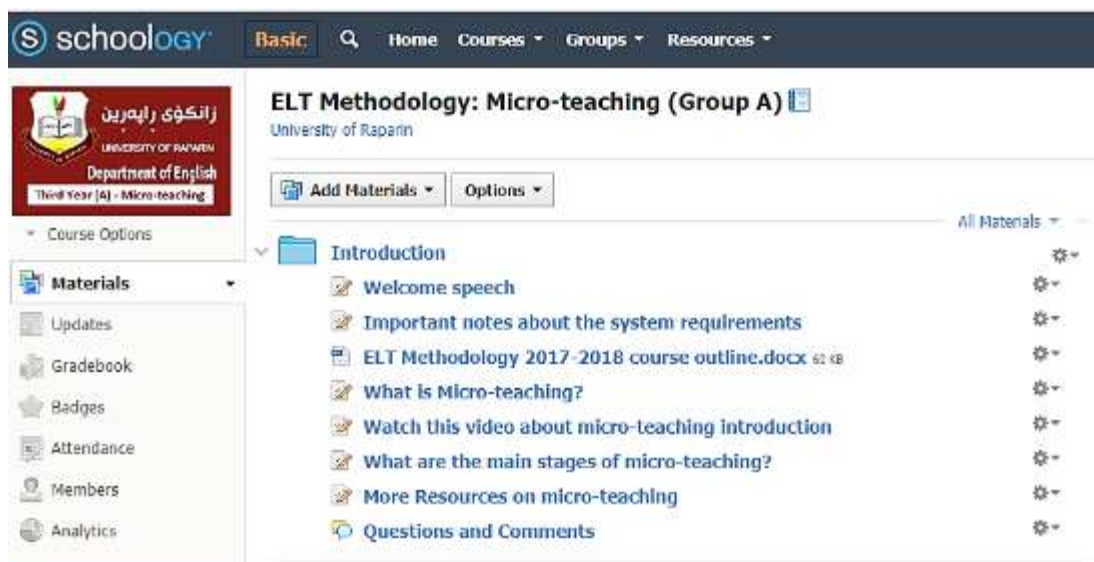 S schoology Basic Home Courses Groups Resources
زانكۆی راپەرین
UNIVERSITY OF RAPARIN
Department of English
Third Year [A] - Micro-teaching
Course Options
Materials
Updates
Gradebook
Badges
Attendance
Members
Analytics
ELT Methodology: Micro-teaching (Group A)
University of Raparin
Add Materials Options
All Materials
Introduction
Welcome speech
Important notes about the system requirements
ELT Methodology 2017-2018 course outline.docx 60 KB
What is Micro-teaching?
Watch this video about micro-teaching introduction
What are the main stages of micro-teaching?
More Resources on micro-teaching
Questions and Comments